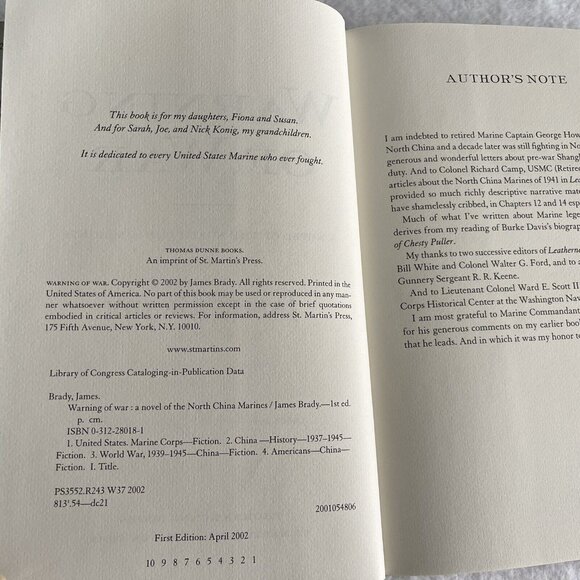 This book is for my daughters, Fiona and Susan.
And for Sarah, Joe, and Nick Konig, my grandchildren.
It is dedicated to every United States Marine who ever fought.
THOMAS DUNNE BOOKS.
An imprint of St. Martin's Press.
WARNING OF WAR. Copyright © 2002 by James Brady. All rights reserved. Printed in the
United States of America. No part of this book may be used or reproduced in any man-
ner whatsoever without written permission except in the case of brief quotations
embodied in critical articles or reviews. For information, address St. Martin's Press,
175 Fifth Avenue, New York, N.Y. 10010.
www.stmartins.com
Library of Congress Cataloging-in-Publication Data
Brady, James.
Warning of war : a novel of the North China Marines / James Brady.—1st ed.
p. cm.
ISBN 0-312-28018-1
1. United States. Marine Corps—Fiction. 2. China —History—1937-1945—
Fiction. 3. World War, 1939-1945—China—Fiction. 4. Americans—China—
Fiction. I. Title.
PS3552.R243 W37 2002
813'.54—dc21
2001054806
First Edition: April 2002
10 9 8 7 6 5 4 3 2 1
AUTHOR'S NOTE
I am indebted to retired Marine Captain George How
North China and a decade later was still fighting in No
generous and wonderful letters about pre-war Shangh
duty. And to Colonel Richard Camp, USMC (Retired
articles about the North China Marines of 1941 in Lea
provided so much richly descriptive narrative mater
have shamelessly cribbed, in Chapters 12 and 14 esp
Much of what I've written about Marine lege
derives from my reading of Burke Davis's biograp
of Chesty Puller.
My thanks to two successive editors of Leathern
Bill White and Colonel Walter G. Ford, and to a
Gunnery Sergeant R. R. Keene.
And to Lieutenant Colonel Ward E. Scott II
Corps Historical Center at the Washington Nav
I am most grateful to Marine Commandant
for his generous comments on my earlier book
that he leads. And in which it was my honor to